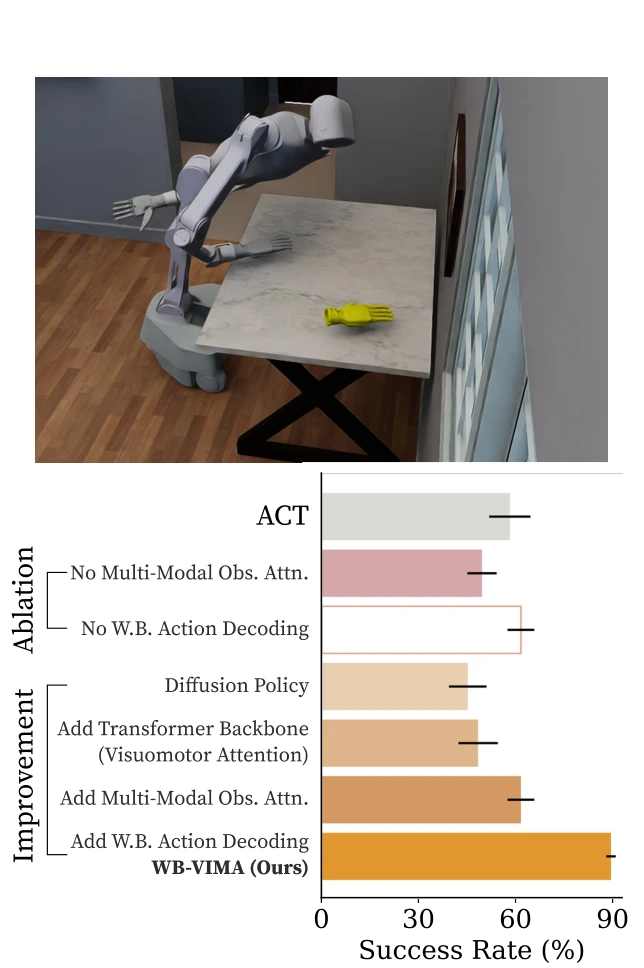 ACT
Ablation
No Multi-Modal Obs. Attn.
No W.B. Action Decoding
Improvement
Diffusion Policy
Add Transformer Backbone
(Visuomotor Attention)
Add Multi-Modal Obs. Attn.
Add W.B. Action Decoding
WB-VIMA (Ours)
0 30 60 90
Success Rate (%)